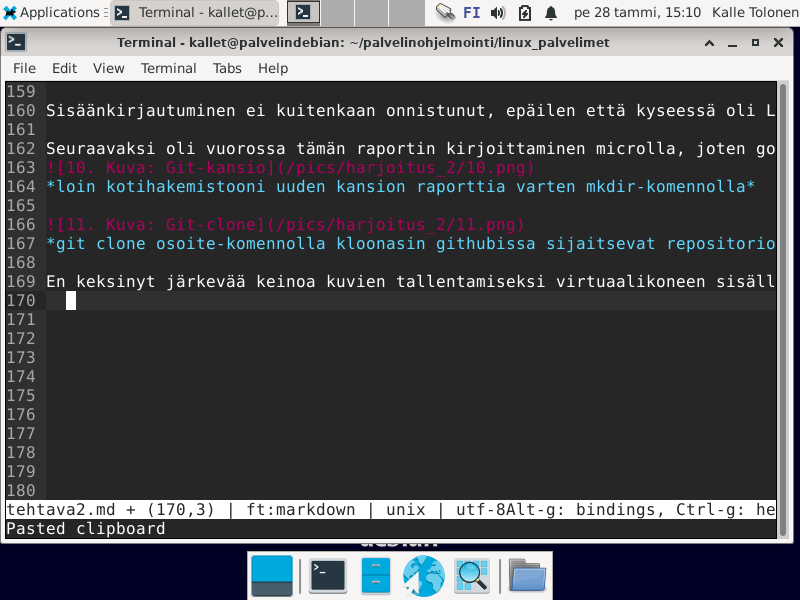 Applications
Terminal - kallet@p...
FI
pe 28 tammi, 15:10
Kalle Tolonen
Terminal - kallet@palvelindebian: ~/palvelinohjelmointi/linux_palvelimet
File Edit View Terminal Tabs Help
159
160 Sisäänkirjautuminen ei kuitenkaan onnistunut, epäilen että kyseessä oli L
161
162 Seuraavaksi oli vuorossa tämän raportin kirjoittaminen microlla, joten go
163 ![10. Kuva: Git-kansio](/pics/harjoitus_2/10.png)
164 *loin kotihakemistooni uuden kansion raporttia varten mkdir-komennolla*
165
166 ![11. Kuva: Git-clone](/pics/harjoitus_2/11.png)
167 *git clone osoite-komennolla kloonasin githubissa sijaitsevat repositorio
168
169 En keksinyt järkevää keinoa kuvien tallentamiseksi virtuaalikoneen sisäll
170
171
172
173
174
175
176
177
178
179
180
tehtava2.md + (170,3) | ft:markdown | unix | utf-8Alt-g: bindings, Ctrl-g: he
Pasted clipboard